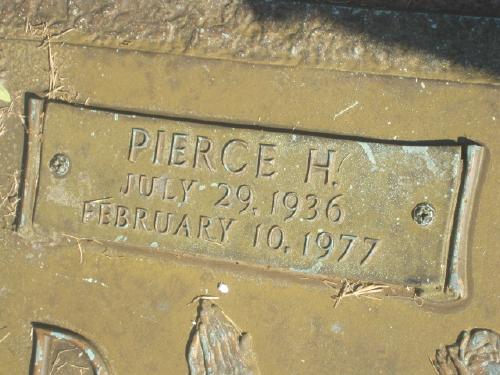 PIERCE H.
JULY 29, 1936
FEBRUARY 10, 1977